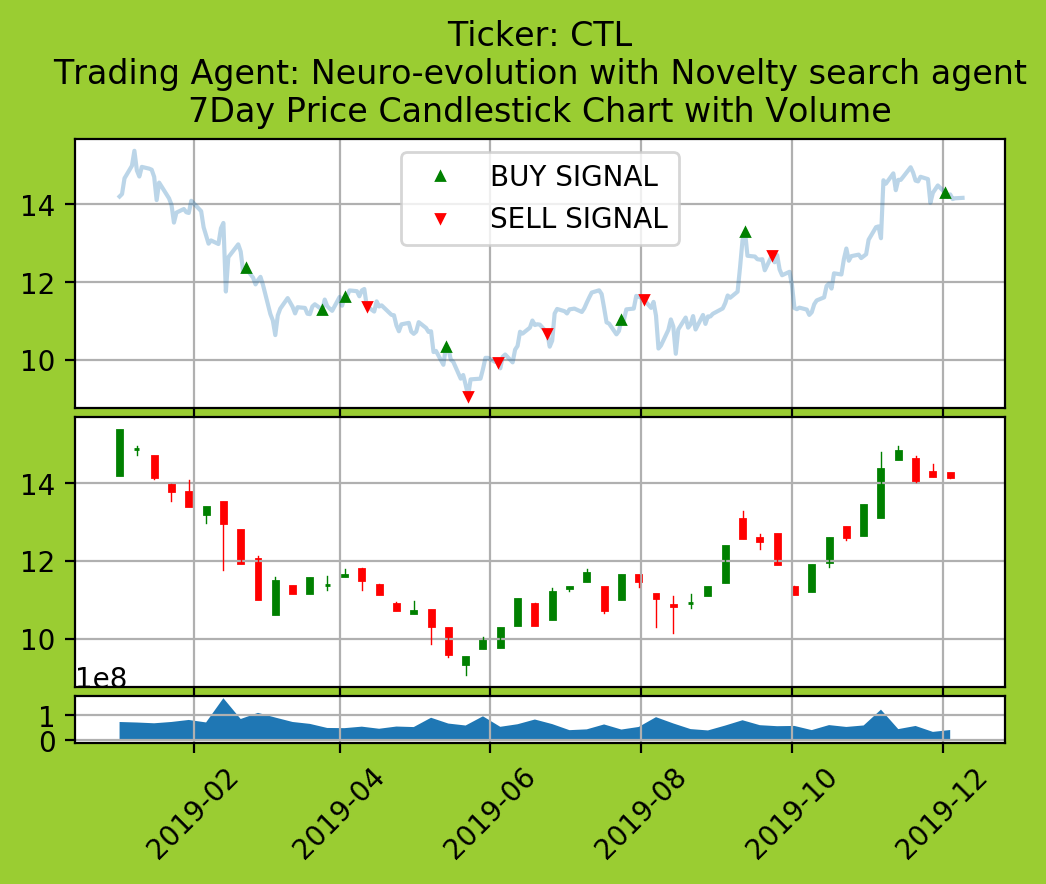 Ticker: CTL
Trading Agent: Neuro-evolution with Novelty search agent
7Day Price Candlestick Chart with Volume
BUY SIGNAL
SELL SIGNAL
14
12
10
14
12
10
1e8
1
0
2019-02 2019-04 2019-06 2019-08 2019-10 2019-12